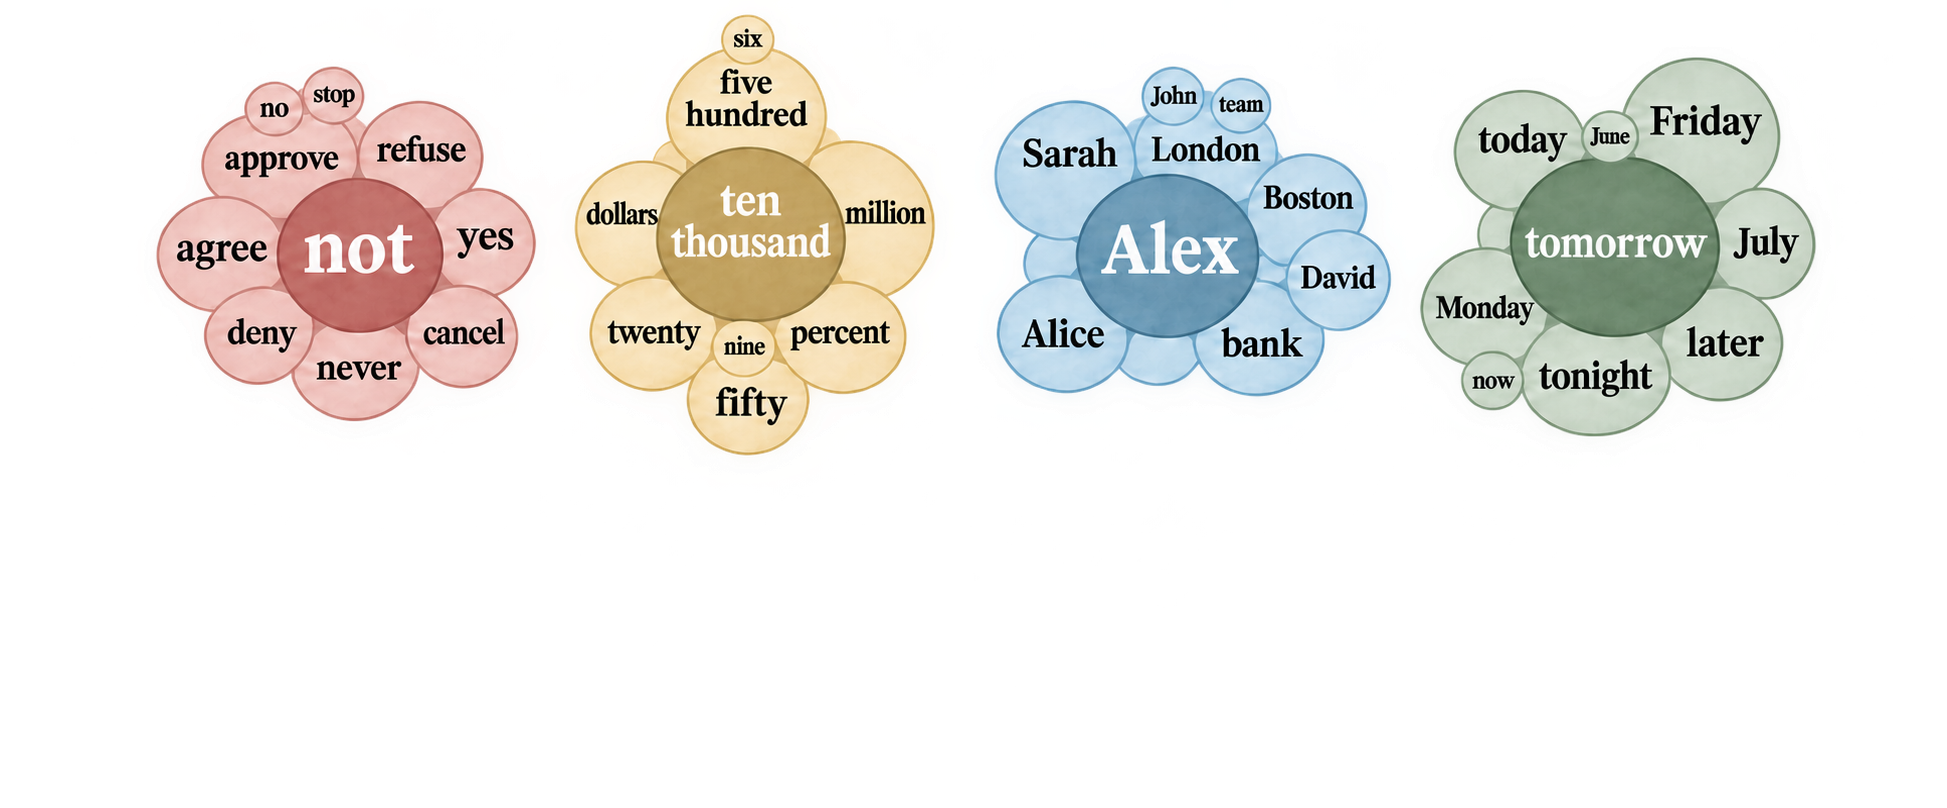 no
stop
approve
refuse
agree
not
yes
deny
cancel
never
six
five
hundred
dollars
ten
thousand
million
twenty
nine
percent
fifty
John
team
Sarah
London
Boston
Alex
David
Alice
bank
today
June
Friday
tomorrow
July
Monday
later
now
tonight